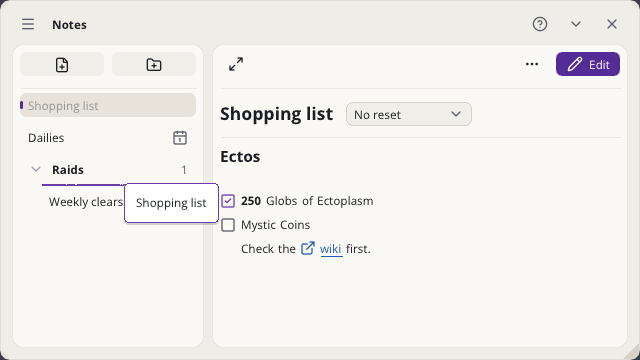 Notes
Edit
Shopping list
Shopping list
No reset
Dailies
Ectos
Raids 1
Weekly clears
Shopping list
250 Globs of Ectoplasm
Mystic Coins
Check the wiki first.